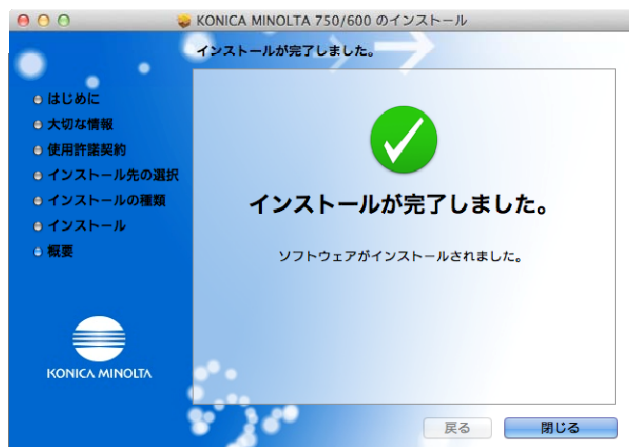 KONICA MINOLTA 750/600 のインストール
インストールが完了しました。
はじめに
大切な情報
使用許諾契約
インストール先の選択
インストールの種類
インストール
概要
インストールが完了しました。
ソフトウェアがインストールされました。
KONICA MINOLTA
戻る
閉じる